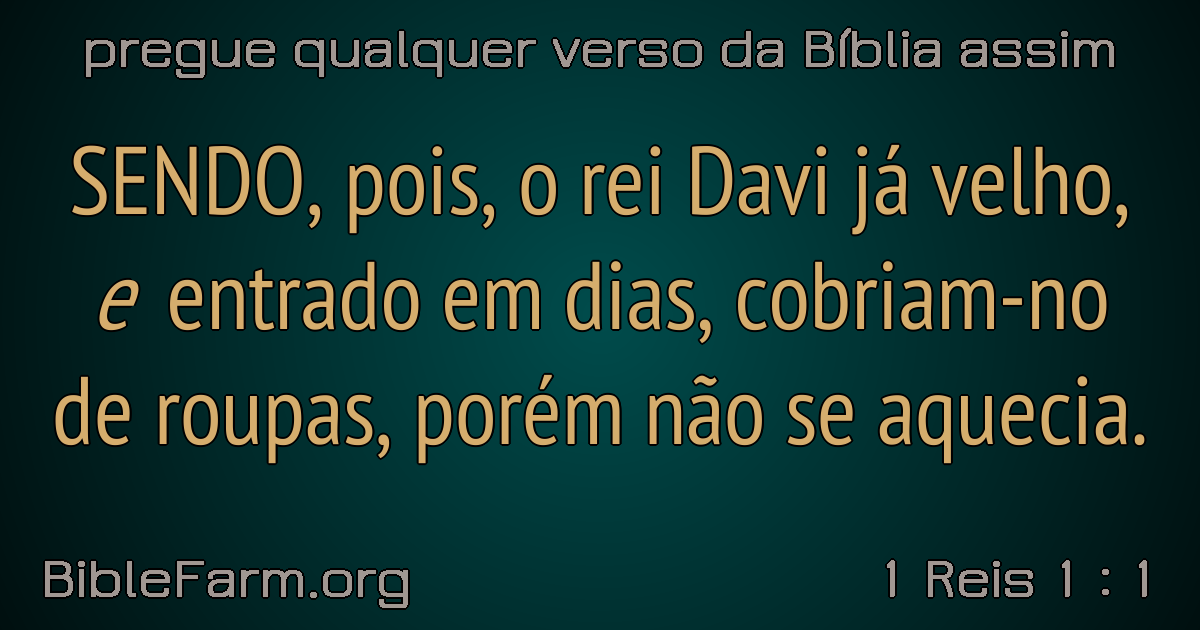 pregue qualquer verso da Bíblia assim
SENDO, pois, o rei Davi já velho,
e entrado em dias, cobriam-no
de roupas, porém não se aquecia.
BibleFarm.org
1 Reis 1 : 1